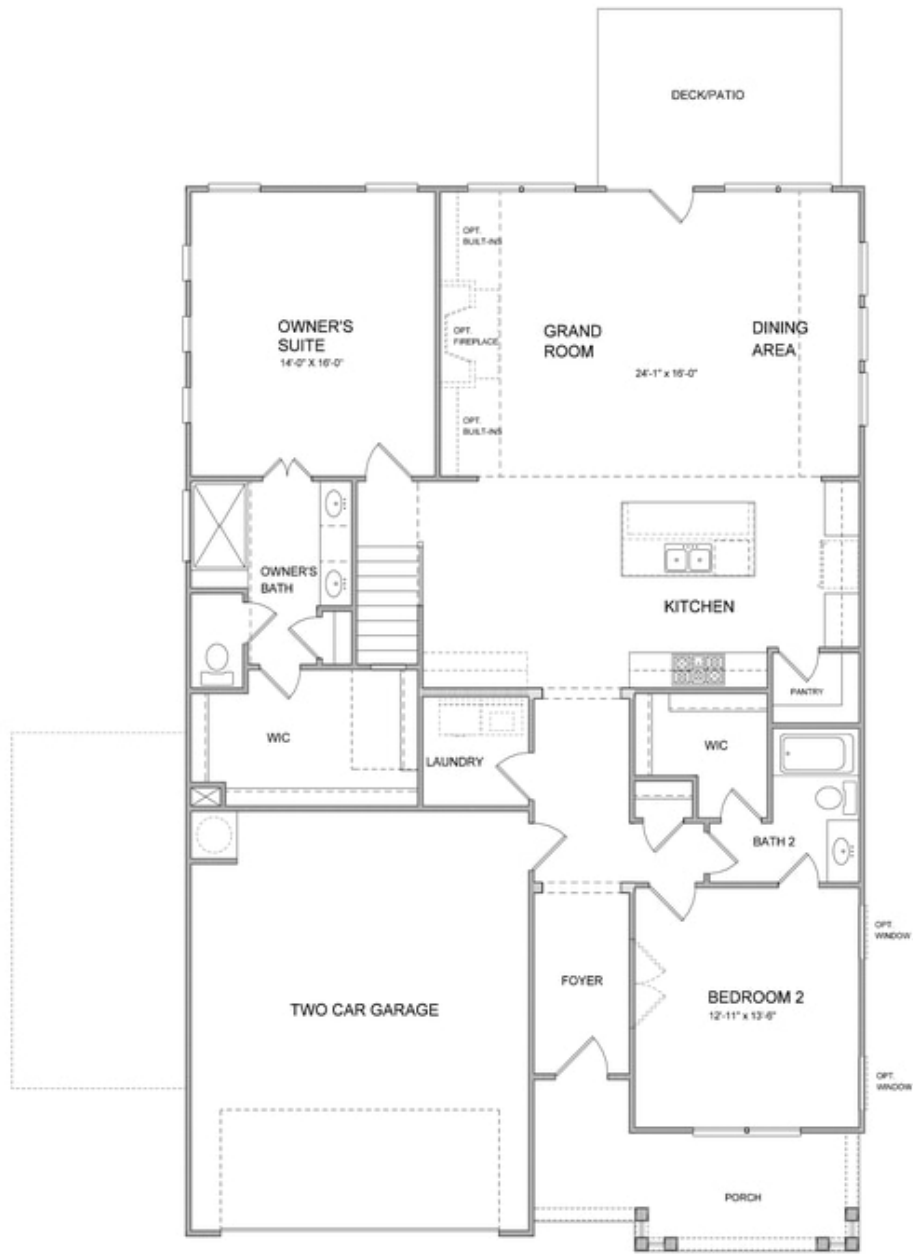 DECK/PATIO
OPT.
BUILT-INS
OWNER'S
SUITE
14'-0" X 16'-0"
OPT.
FIREPLACE
GRAND
ROOM
DINING
AREA
24'-1" x 16'-0"
OPT.
BUILT-INS
OWNER'S
BATH
KITCHEN
PANTRY
WIC
LAUNDRY
WIC
BATH 2
OPT.
WINDOW
FOYER
BEDROOM 2
12'-11" x 13'-6"
TWO CAR GARAGE
OPT.
WINDOW
PORCH